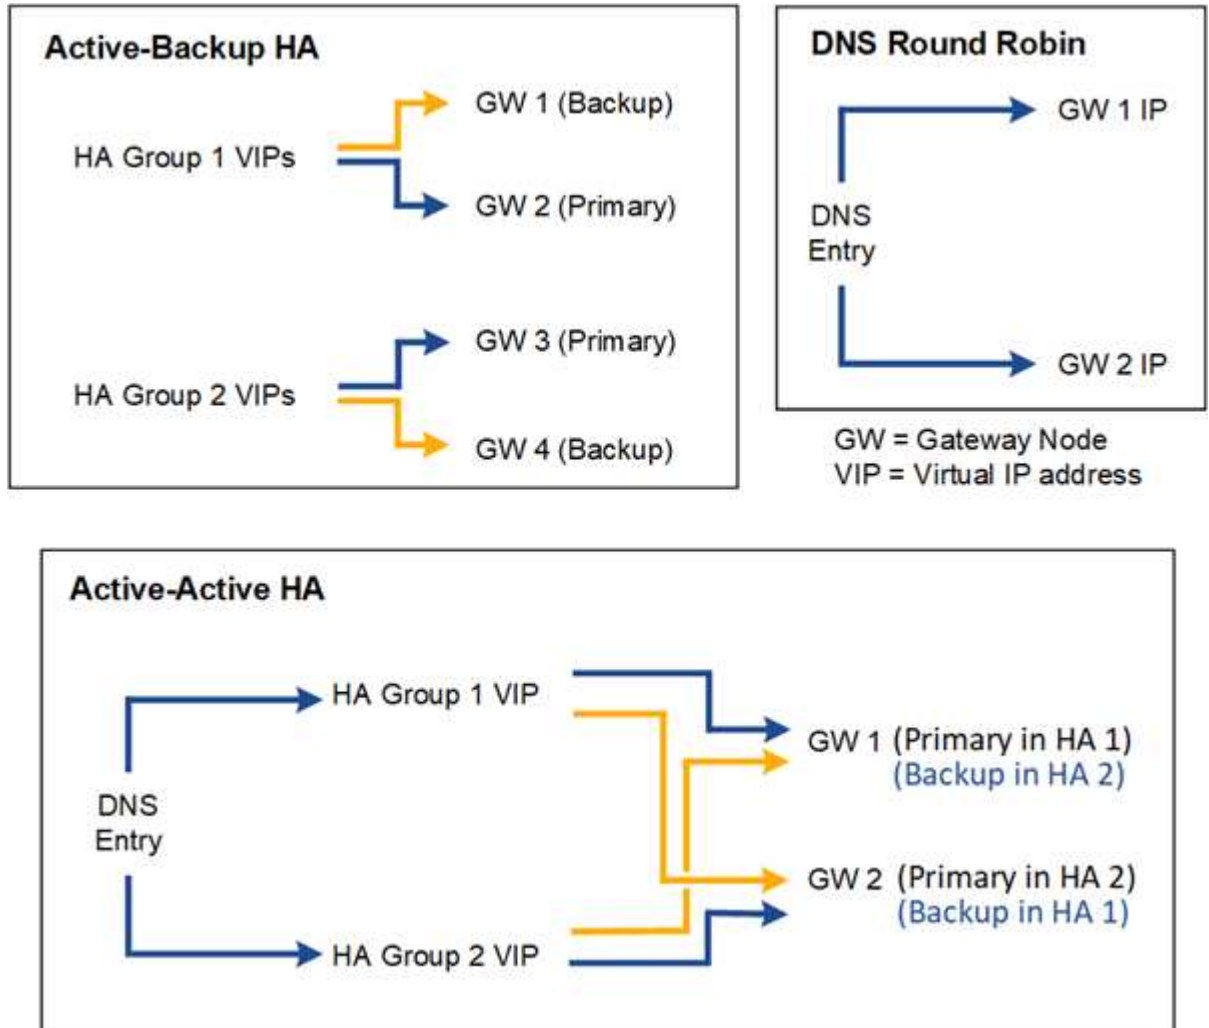 Active-Backup HA
GW 1 (Backup)
HA Group 1 VIPs
GW 2 (Primary)
GW 3 (Primary)
HA Group 2 VIPs
GW 4 (Backup)
DNS Round Robin
GW 1 IP
DNS
Entry
GW 2 IP
GW = Gateway Node
VIP = Virtual IP address
Active-Active HA
HA Group 1 VIP
GW 1 (Primary in HA 1)
(Backup in HA 2)
DNS
Entry
GW 2 (Primary in HA 2)
(Backup in HA 1)
HA Group 2 VIP